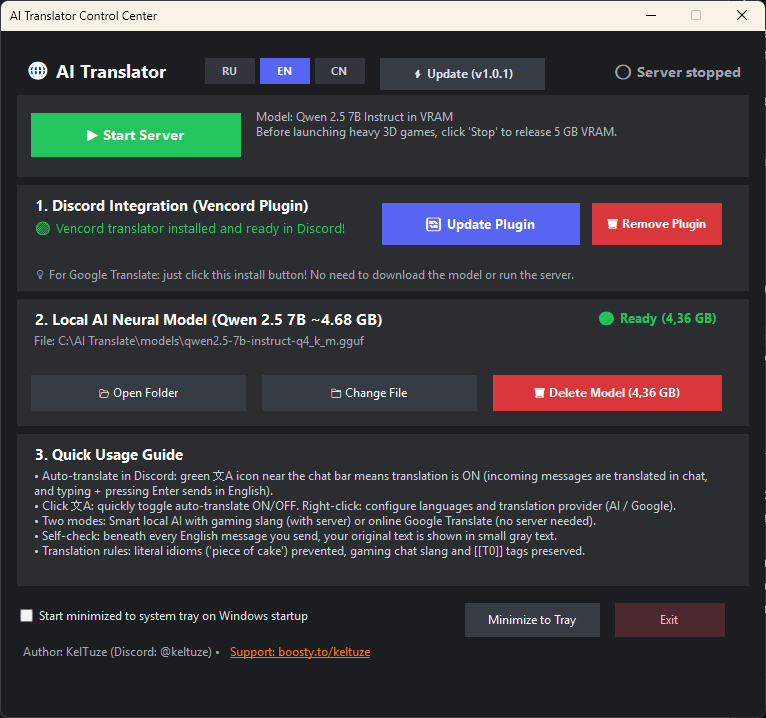 AI Translator Control Center
AI Translator
RU
EN
CN
Update (v1.0.1)
Server stopped
Start Server
Model: Qwen 2.5 7B Instruct in VRAM
Before launching heavy 3D games, click 'Stop' to release 5 GB VRAM.
1. Discord Integration (Vencord Plugin)
Vencord translator installed and ready in Discord!
Update Plugin
Remove Plugin
For Google Translate: just click this install button! No need to download the model or run the server.
2. Local AI Neural Model (Qwen 2.5 7B ~4.68 GB)
Ready (4,36 GB)
File: C:\AI Translate\models\qwen2.5-7b-instruct-q4_k_m.gguf
Open Folder
Change File
Delete Model (4,36 GB)
3. Quick Usage Guide
• Auto-translate in Discord: green 文A icon near the chat bar means translation is ON (incoming messages are translated in chat,
and typing + pressing Enter sends in English).
• Click 文A: quickly toggle auto-translate ON/OFF. Right-click: configure languages and translation provider (AI / Google).
• Two modes: Smart local AI with gaming slang (with server) or online Google Translate (no server needed).
• Self-check: beneath every English message you send, your original text is shown in small gray text.
• Translation rules: literal idioms ('piece of cake') prevented, gaming chat slang and [[T0]] tags preserved.
Start minimized to system tray on Windows startup
Minimize to Tray
Exit
Author: KelTuze (Discord: @keltuze) •
Support: boosty.to/keltuze